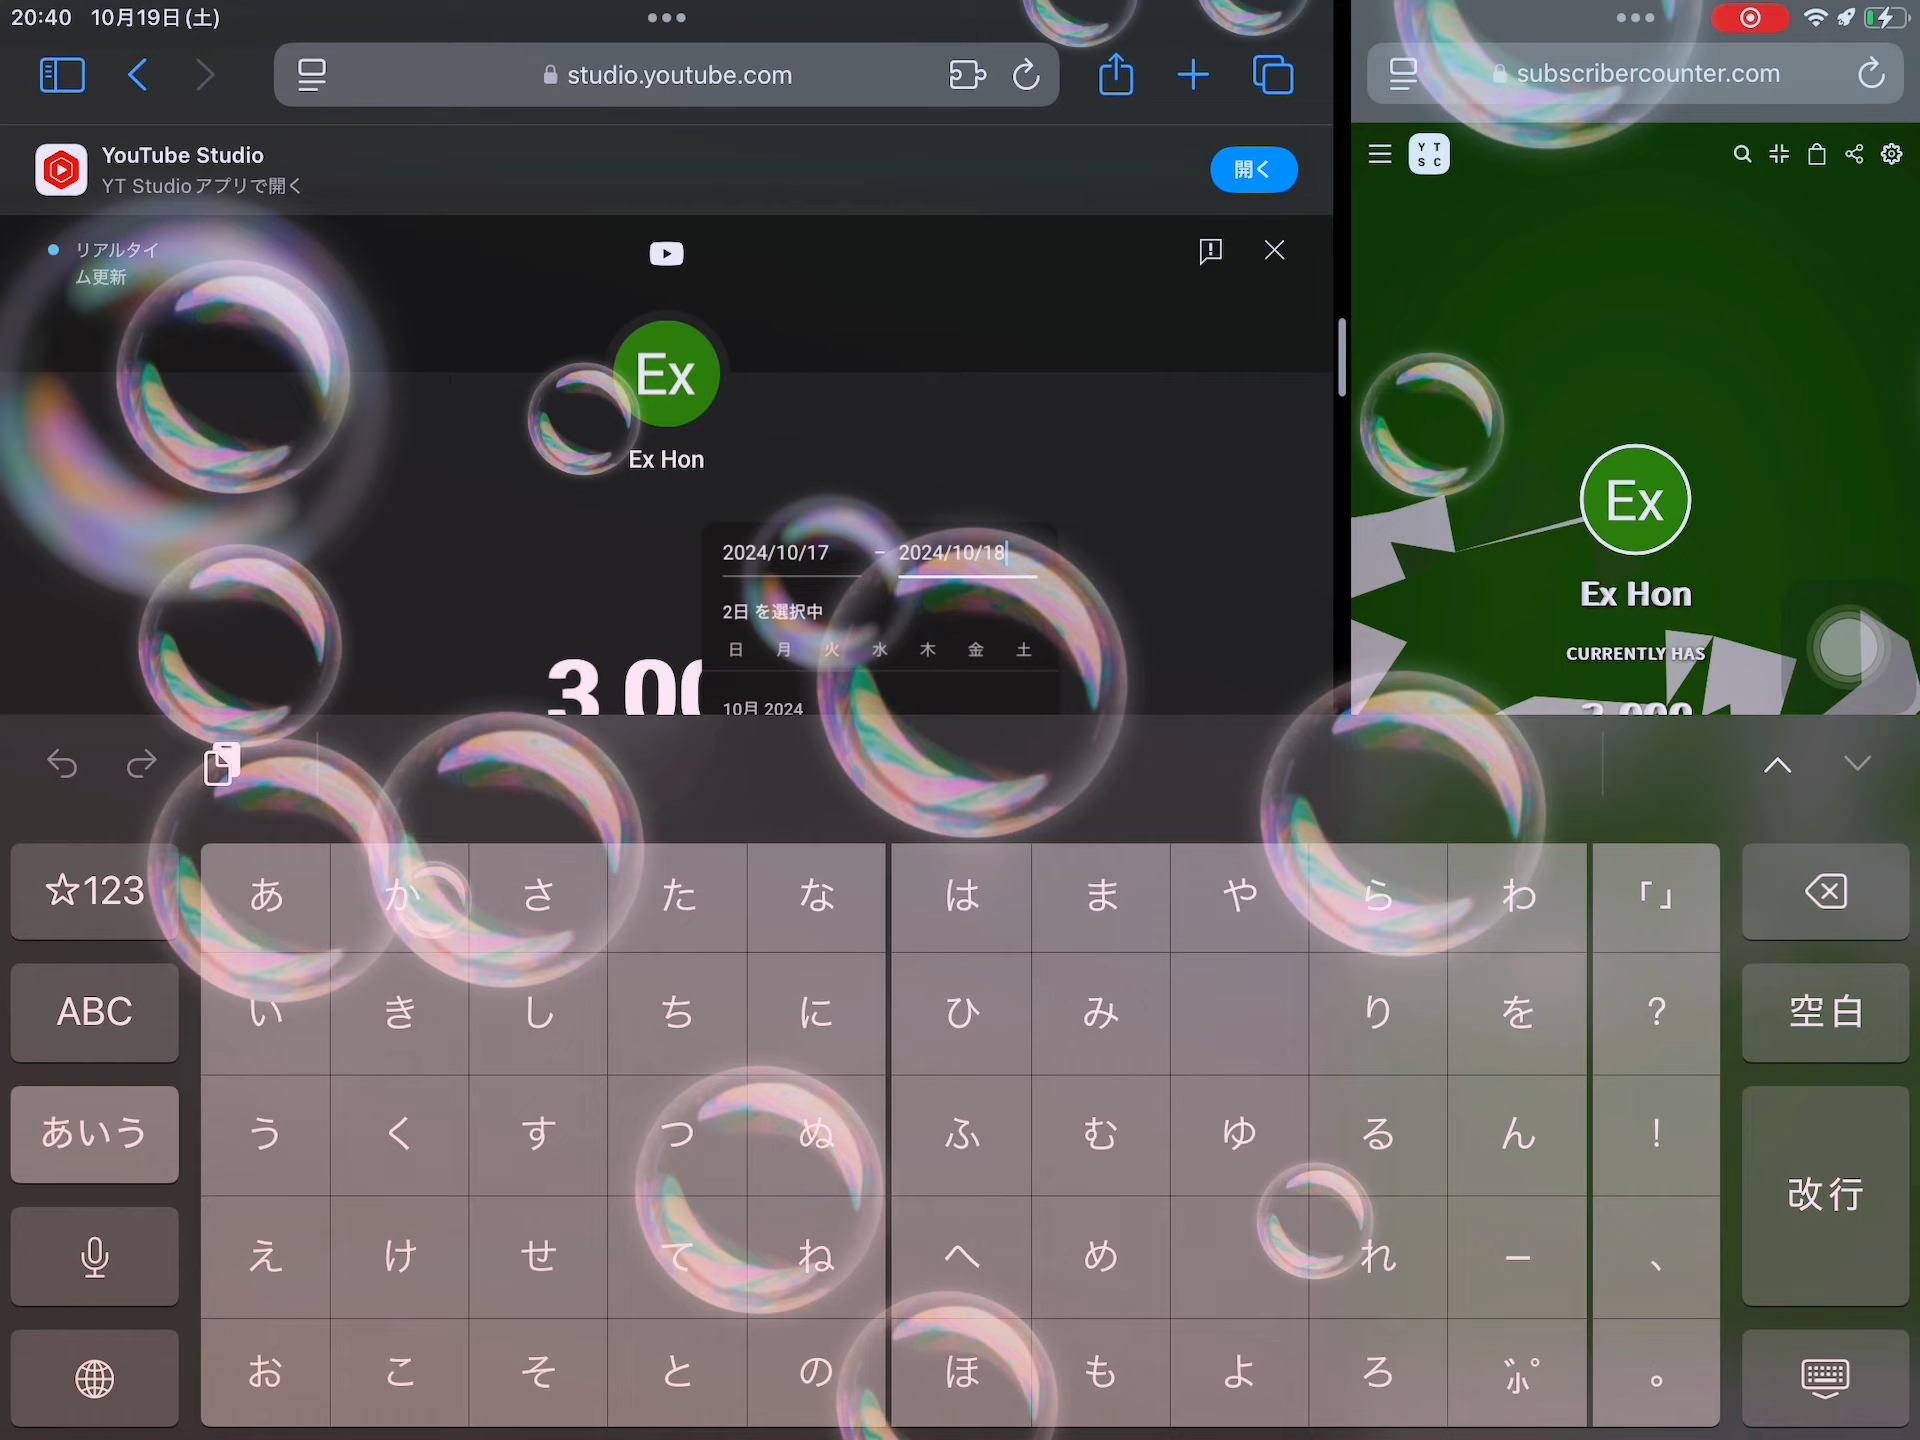 20:40 10月19日(土)
studio.youtube.com
subscribercounter.com
YouTube Studio
YT Studioアプリで開く
開く
Y T
S C
リアルタイ
ム更新
Ex
Ex Hon
2024/10/17 – 2024/10/18
2日 を選択中
日 月 火 水 木 金 土
10月 2024
Ex
Ex Hon
CURRENTLY HAS
3,000
☆123 あ か さ た な は ま や ら わ 「」
ABC い き し ち に ひ み り を ? 空白
あいう う く す つ ぬ ふ む ゆ る ん ! 改行
え け せ て ね へ め れ ー 、
お こ そ と の ほ も よ ろ ゛゜小 。